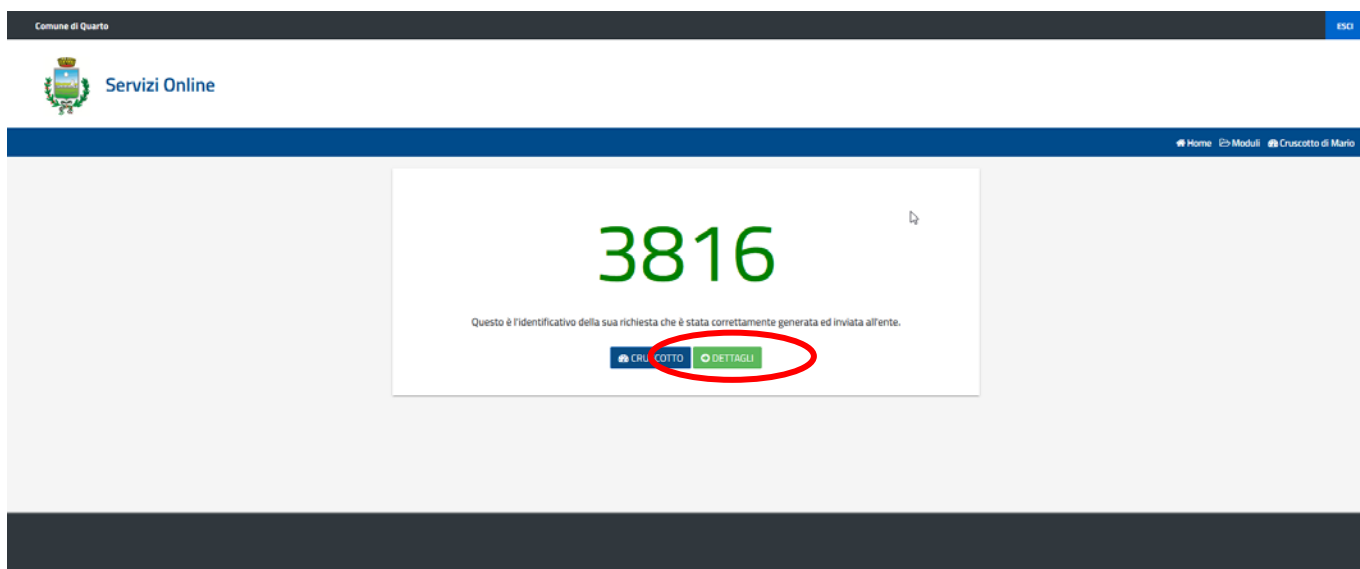 Comune di Quarto
ESCI
Servizi Online
Home Moduli Cruscotto di Mario
3816
Questo è l'identificativo della sua richiesta che è stata correttamente generata ed inviata all'ente.
CRUSCOTTO DETTAGLI